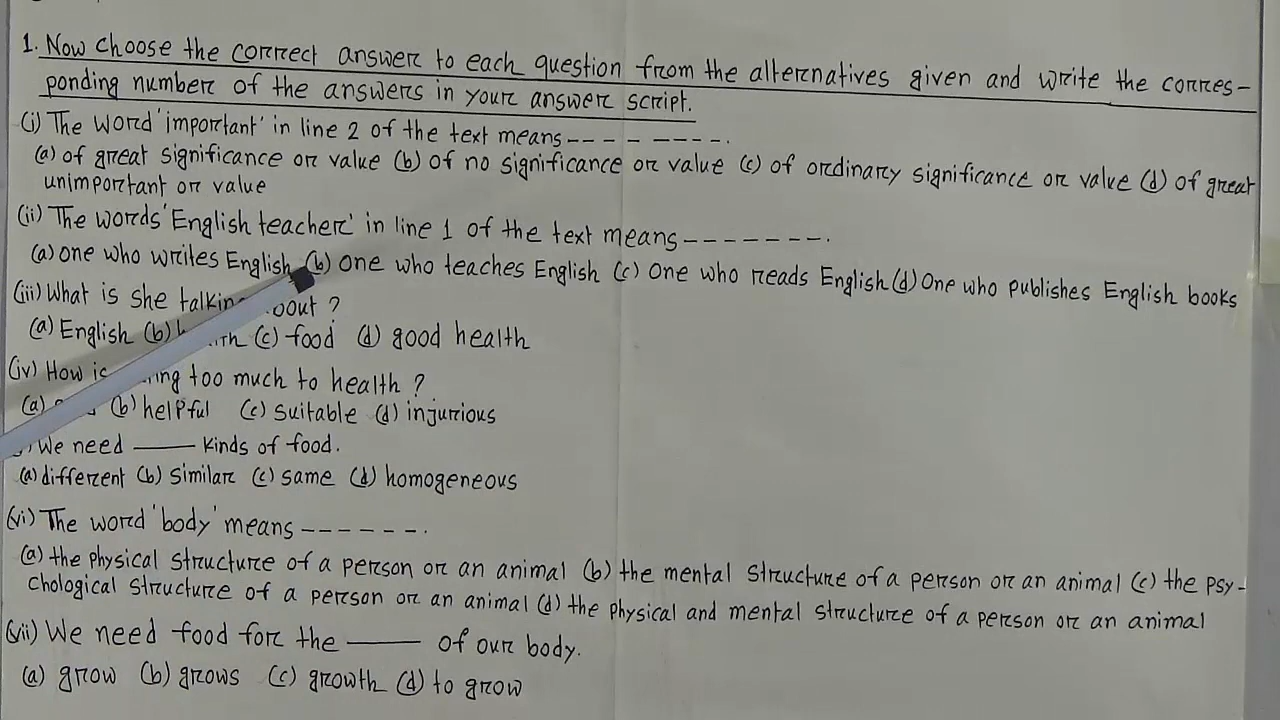 1. Now choose the correct answer to each question from the alternatives given and write the corres-
ponding number of the answers in your answer script.
(i) The word 'important' in line 2 of the text means---- ----.
(a) of great significance or value (b) of no significance or value (c) of ordinary significance or value (d) of great
unimportant or value
(ii) The words 'English teacher' in line 1 of the text means-------.
(a) one who writes English (b) one who teaches English (c) One who reads English (d) One who publishes English books
(iii) What is she about ?
(a) English (b) (c) food (d) good health
(iv) How is too much to health ?
(a) (b) helpful (c) suitable (d) injurious
We need ____ kinds of food.
(a) different (b) similar (c) same (d) homogeneous
(vi) The word 'body' means ------.
(a) the physical structure of a person or an animal (b) the mental structure of a person or an animal (c) the psy-
chological structure of a person or an animal (d) the physical and mental structure of a person or an animal
(vii) We need food for the ____ of our body.
(a) grow (b) grows (c) growth (d) to grow